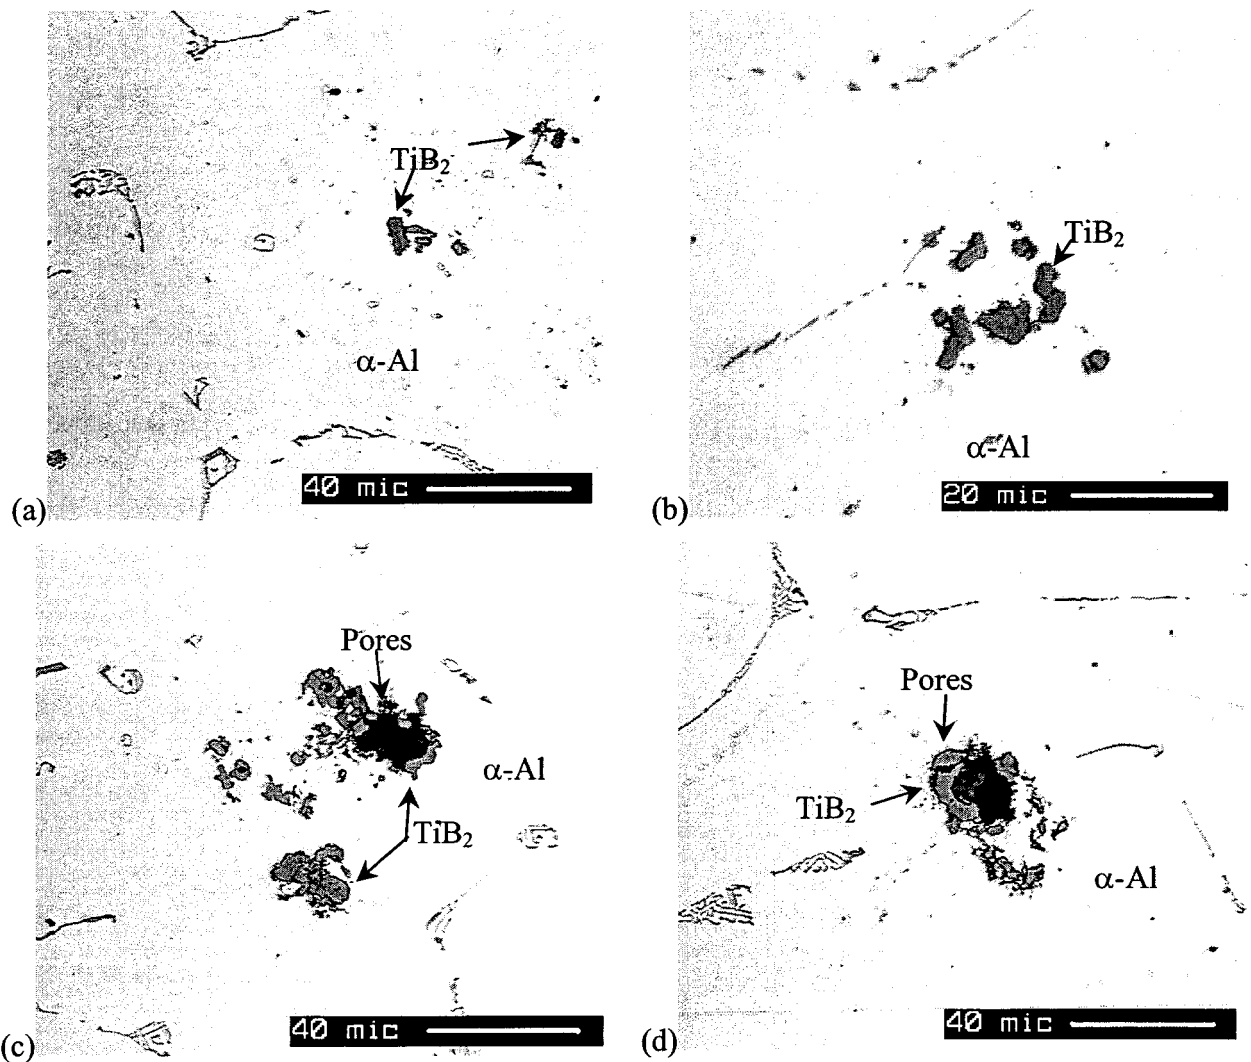 TiB₂
α-Al
40 mic
(a)
TiB₂
α-Al
20 mic
(b)
Pores
α-Al
TiB₂
40 mic
(c)
Pores
TiB₂
α-Al
40 mic
(d)